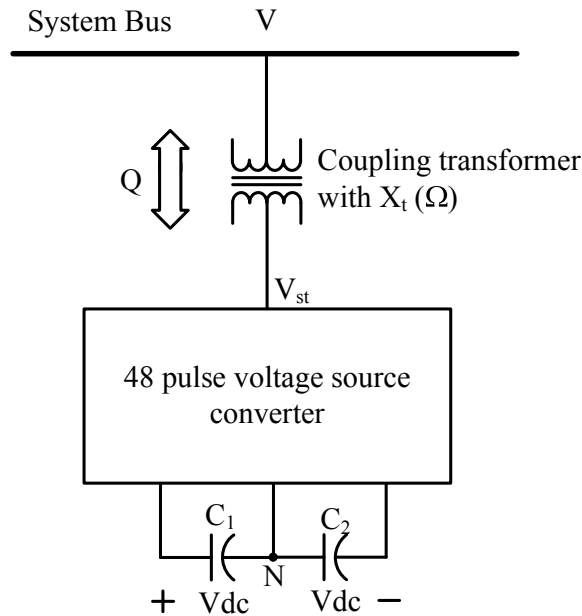 System Bus V
Q
Coupling transformer
with Xₜ (Ω)
Vₛₜ
48 pulse voltage source
converter
C₁ C₂
N
+ Vdc Vdc −